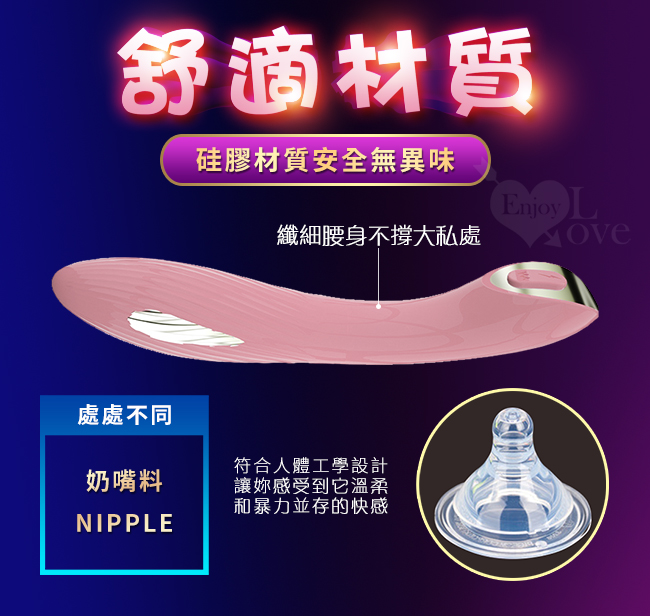 舒適材質
硅膠材質安全無異味
Enjoy Love
纖細腰身不撐大私處
處處不同
奶嘴料
NIPPLE
符合人體工學設計
讓妳感受到它溫柔
和暴力並存的快感